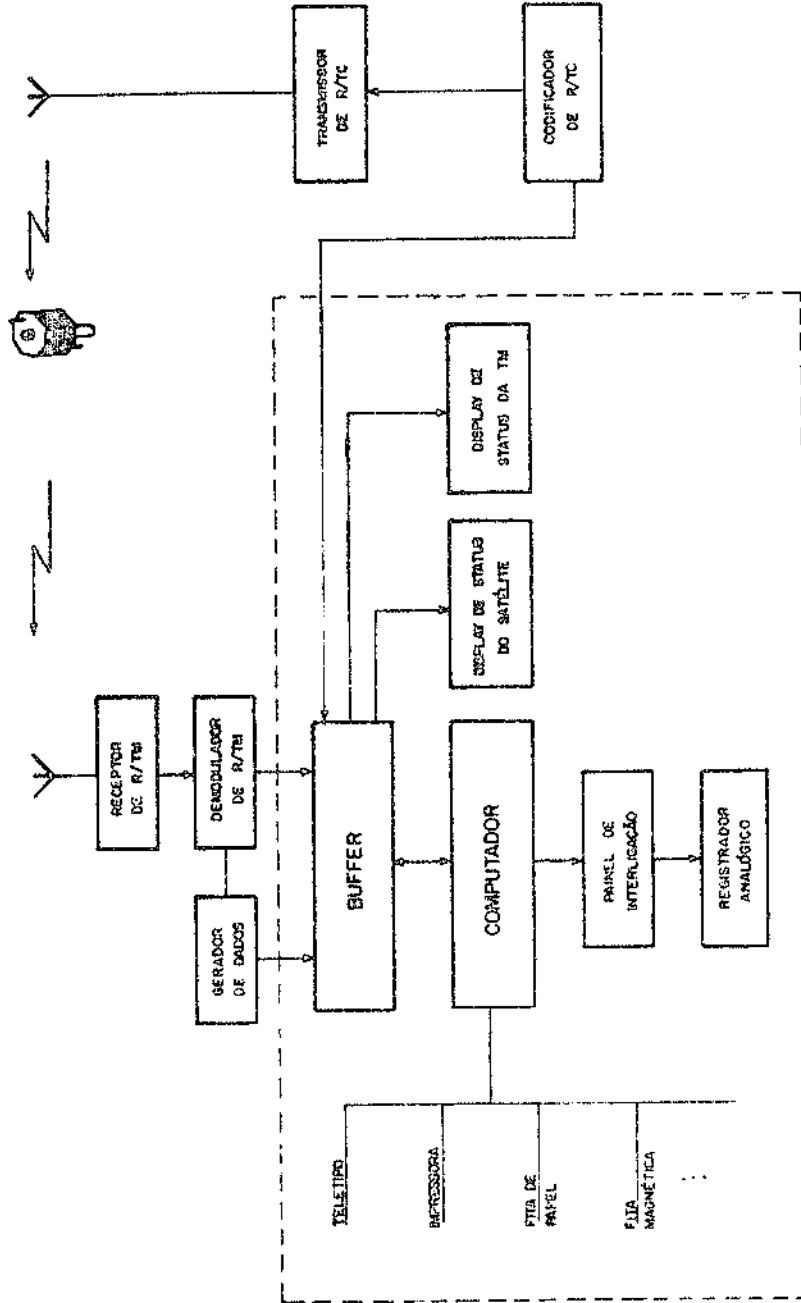 TRANSMISSOR
DE R/TC
CODIFICADOR
DE R/TC
RECEPTOR
DE R/TM
DEMODULADOR
DE R/TM
GERADOR
DE DADOS
BUFFER
DISPLAY DE STATUS
DO SATÉLITE
DISPLAY DE
STATUS DA TM
COMPUTADOR
PAINEL DE
INTERLIGAÇÃO
REGISTRADOR
ANALÓGICO
TELETIPO
IMPRESSORA
FITA DE
PAPEL
FITA
MAGNÉTICA
...